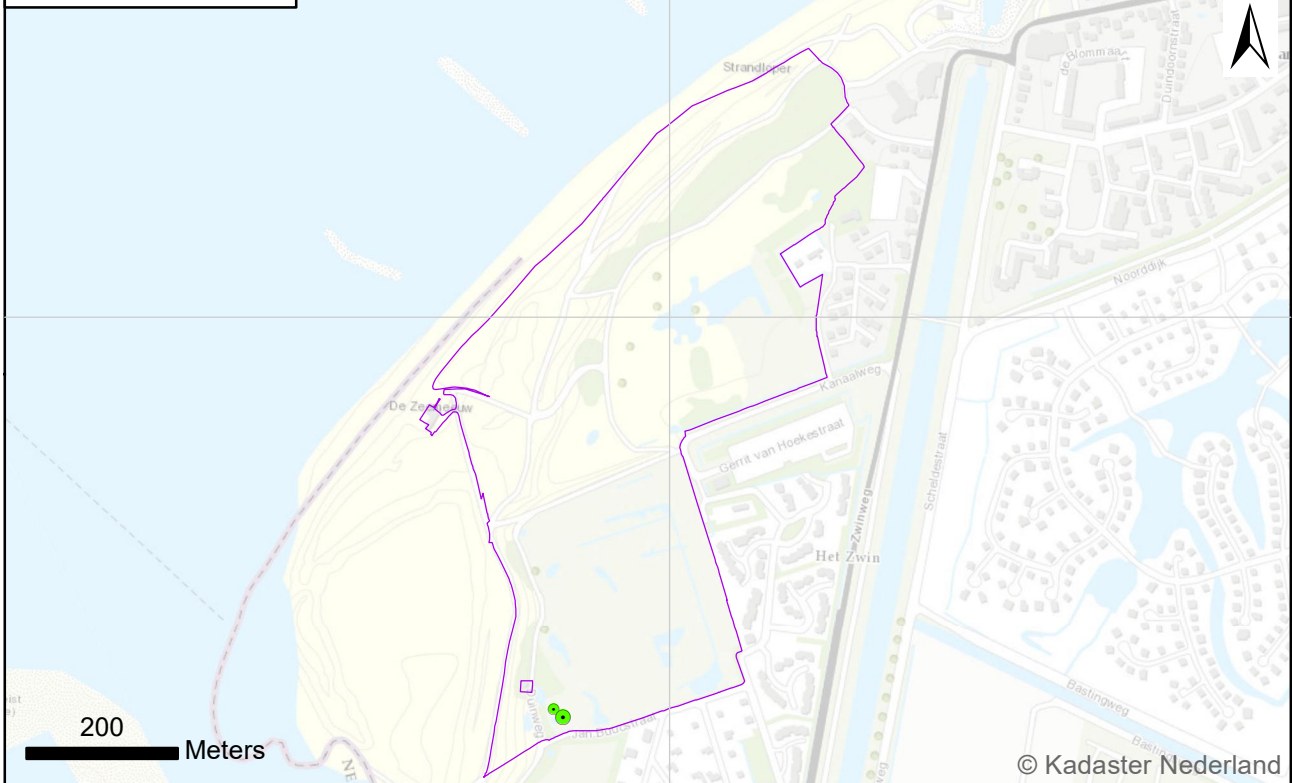 Strandloper
de Blommaart
Duindoornstraat
Noorddijk
Kanaalweg
De Zeemeeuw
Gerrit van Hoekestraat
Scheldestraat
Zwinweg
Het Zwin
Bastingweg
200
Meters
© Kadaster Nederland